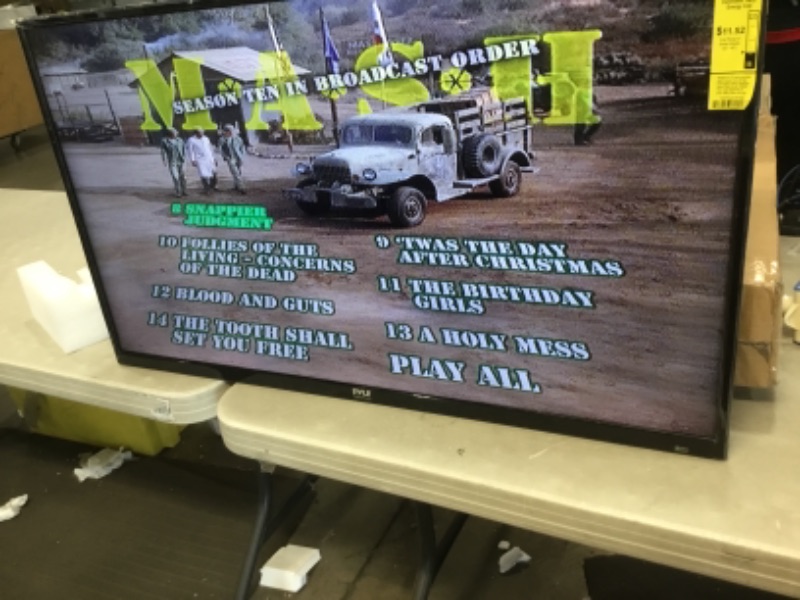 M*A*S*H
SEASON TEN IN BROADCAST ORDER
8 SNAPPIER
JUDGMENT
10 FOLLIES OF THE
LIVING - CONCERNS
OF THE DEAD
9 'TWAS THE DAY
AFTER CHRISTMAS
12 BLOOD AND GUTS
11 THE BIRTHDAY
GIRLS
14 THE TOOTH SHALL
SET YOU FREE
13 A HOLY MESS
PLAY ALL
PYLE